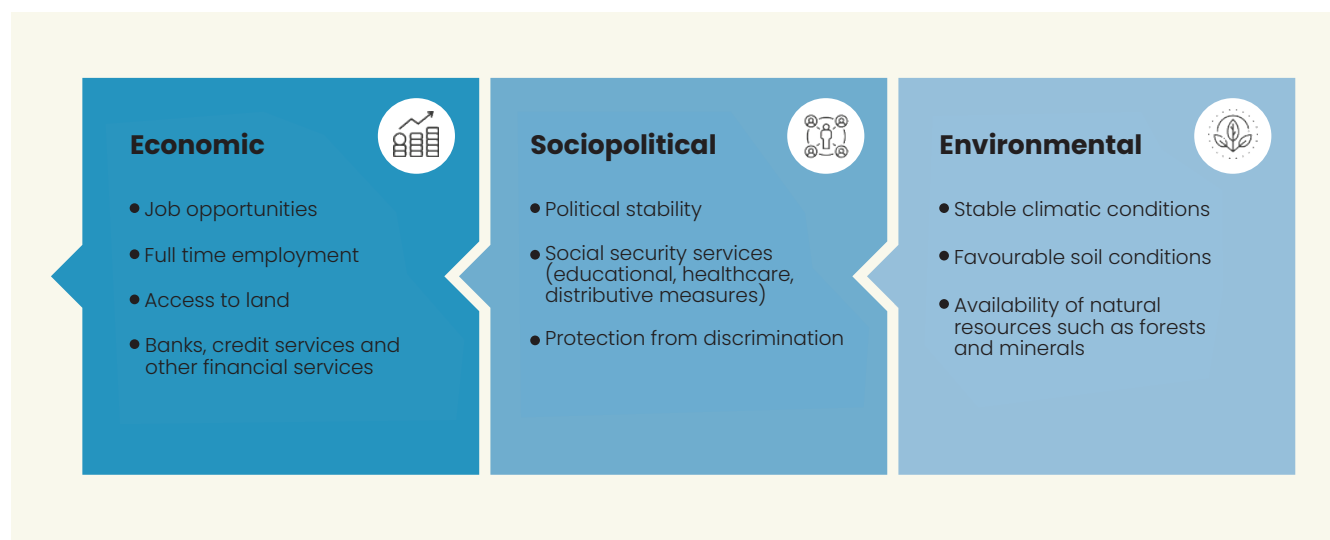 Economic
● Job opportunities
● Full time employment
● Access to land
● Banks, credit services and
other financial services
Sociopolitical
● Political stability
● Social security services
(educational, healthcare,
distributive measures)
● Protection from discrimination
Environmental
● Stable climatic conditions
● Favourable soil conditions
● Availability of natural
resources such as forests
and minerals